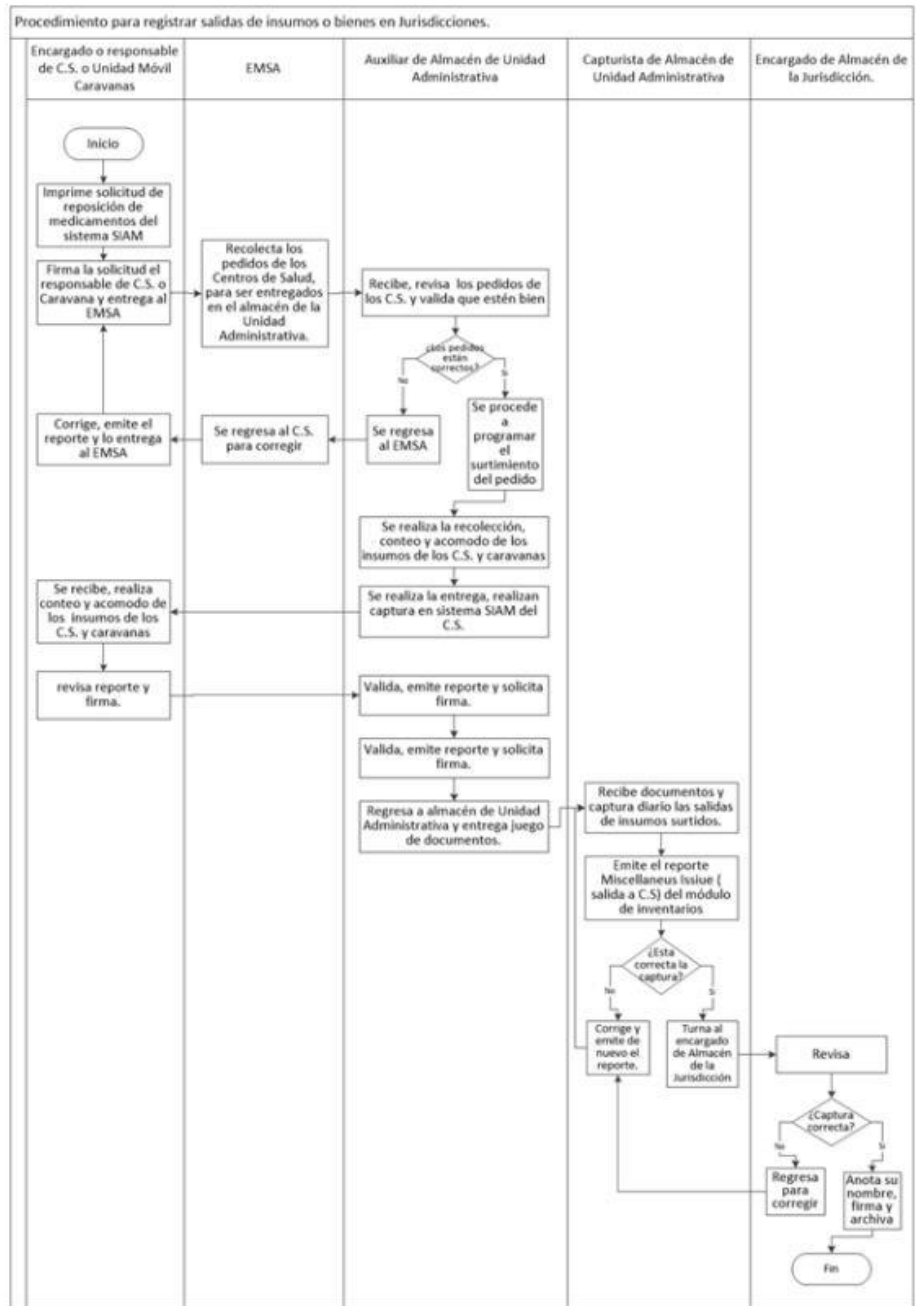 Procedimiento para registrar salidas de insumos o bienes en Jurisdicciones.
Encargado o responsable
de C.S. o Unidad Móvil
Caravanas
EMSA
Auxiliar de Almacén de Unidad
Administrativa
Capturista de Almacén de
Unidad Administrativa
Encargado de Almacén de
la Jurisdicción.
Inicio
Imprime solicitud de
reposición de
medicamentos del
sistema SIAM
Firma la solicitud el
responsable de C.S. o
Caravana y entrega al
EMSA
Recolecta los
pedidos de los
Centros de Salud,
para ser entregados
en el almacén de la
Unidad
Administrativa.
Recibe, revisa los pedidos de
los C.S. y valida que estén bien
¿Los pedidos
están
correctos?
No
Si
Se procede
a
programar
el
surtimiento
del pedido
Se regresa
al EMSA
Se regresa al C.S.
para corregir
Corrige, emite el
reporte y lo entrega
al EMSA
Se realiza la recolección,
conteo y acomodo de los
insumos de los C.S. y caravanas
Se realiza la entrega, realizan
captura en sistema SIAM del
C.S.
Se recibe, realiza
conteo y acomodo de
los insumos de los
C.S. y caravanas
revisa reporte y
firma.
Valida, emite reporte y solicita
firma.
Valida, emite reporte y solicita
firma.
Regresa a almacén de Unidad
Administrativa y entrega juego
de documentos.
Recibe documentos y
captura diario las salidas
de insumos surtidos.
Emite el reporte
Miscellaneus Issiue (
salida a C.S) del módulo
de inventarios
¿Esta
correcta la
captura?
No
Si
Corrige y
emite de
nuevo el
reporte.
Turna al
encargado
de Almacén
de la
Jurisdicción
Revisa
¿Captura
correcta?
No
Si
Regresa
para
corregir
Anota su
nombre,
firma y
archiva
Fin